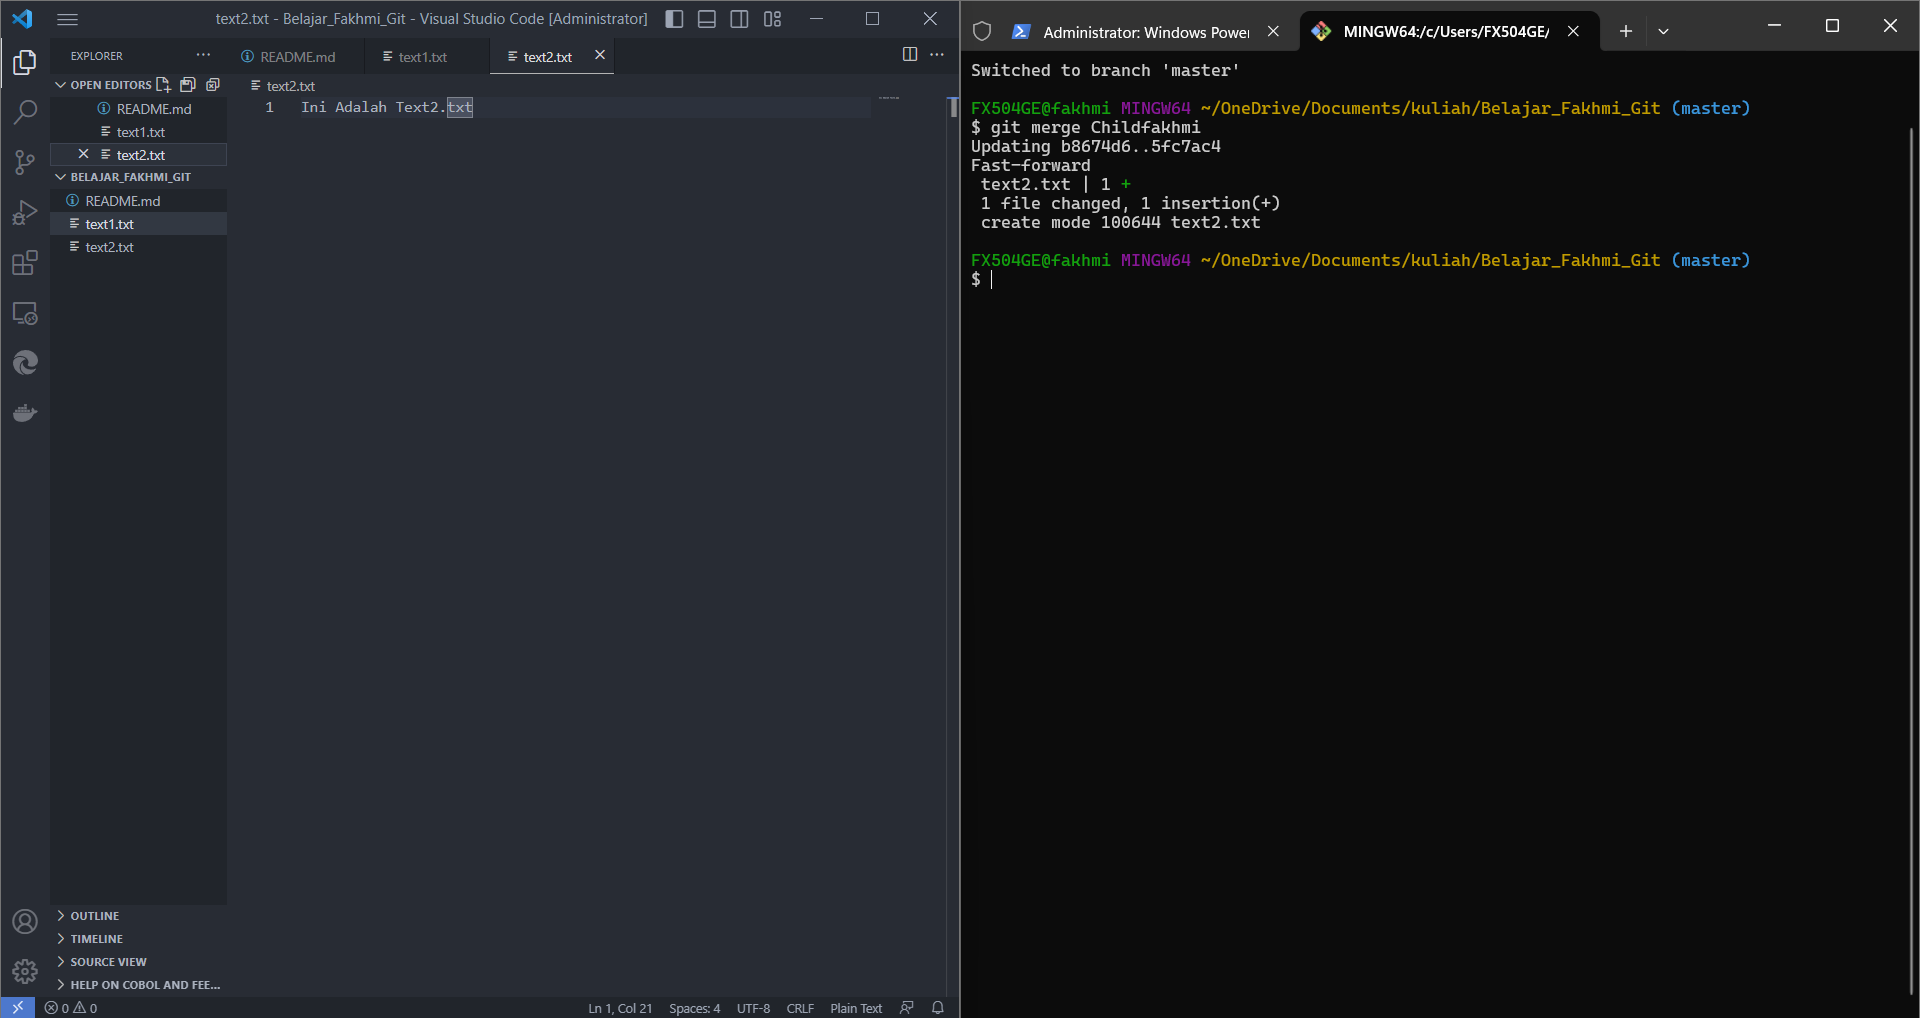 text2.txt - Belajar_Fakhmi_Git - Visual Studio Code [Administrator]
EXPLORER
README.md
text1.txt
text2.txt
OPEN EDITORS
README.md
text1.txt
text2.txt
BELAJAR_FAKHMI_GIT
README.md
text1.txt
text2.txt
text2.txt
1 Ini Adalah Text2.txt
OUTLINE
TIMELINE
SOURCE VIEW
HELP ON COBOL AND FEE...
0 0
Ln 1, Col 21 Spaces: 4 UTF-8 CRLF Plain Text
Administrator: Windows Power
MINGW64:/c/Users/FX504GE/
Switched to branch 'master'
FX504GE@fakhmi MINGW64 ~/OneDrive/Documents/kuliah/Belajar_Fakhmi_Git (master)
$ git merge Childfakhmi
Updating b8674d6..5fc7ac4
Fast-forward
text2.txt | 1 +
1 file changed, 1 insertion(+)
create mode 100644 text2.txt
FX504GE@fakhmi MINGW64 ~/OneDrive/Documents/kuliah/Belajar_Fakhmi_Git (master)
$